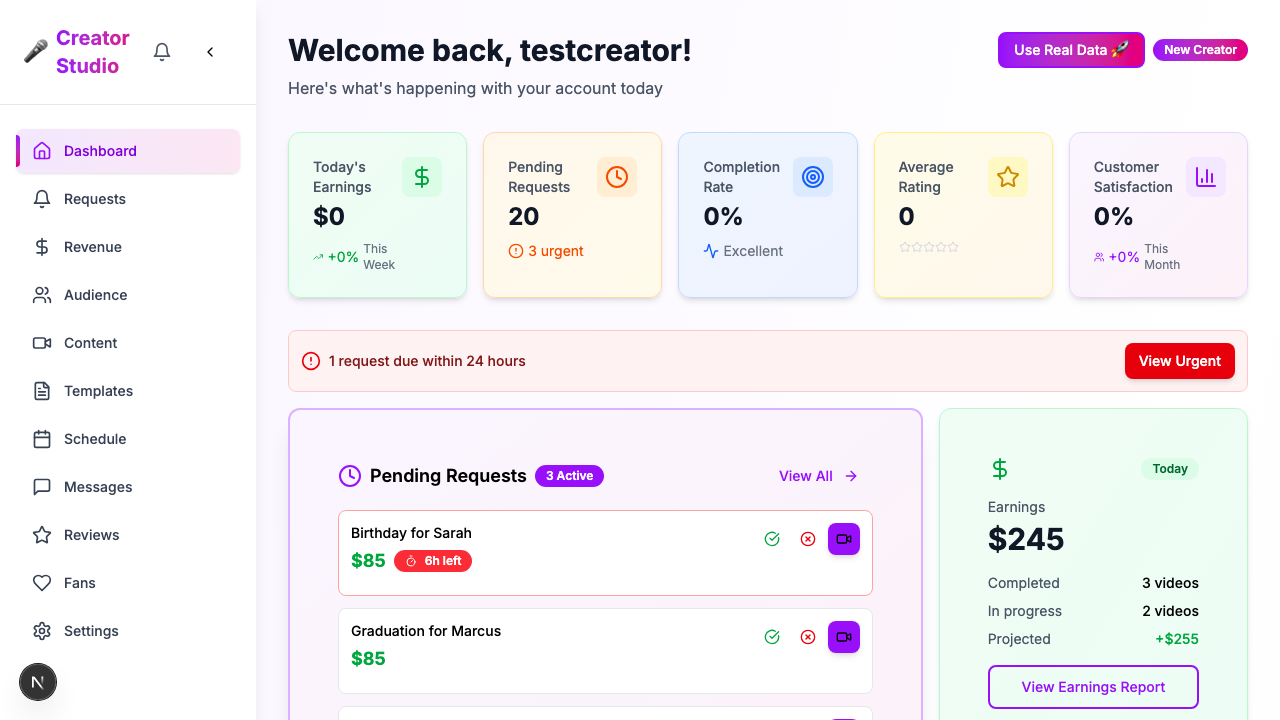 Creator
Studio
Dashboard
Requests
Revenue
Audience
Content
Templates
Schedule
Messages
Reviews
Fans
Settings
N
Welcome back, testcreator!
Here's what's happening with your account today
Use Real Data 🚀
New Creator
Today's
Earnings
$0
+0% This
Week
Pending
Requests
20
3 urgent
Completion
Rate
0%
Excellent
Average
Rating
0
Customer
Satisfaction
0%
+0% This
Month
1 request due within 24 hours
View Urgent
Pending Requests
3 Active
View All
Birthday for Sarah
$85
6h left
Graduation for Marcus
$85
Today
Earnings
$245
Completed 3 videos
In progress 2 videos
Projected +$255
View Earnings Report